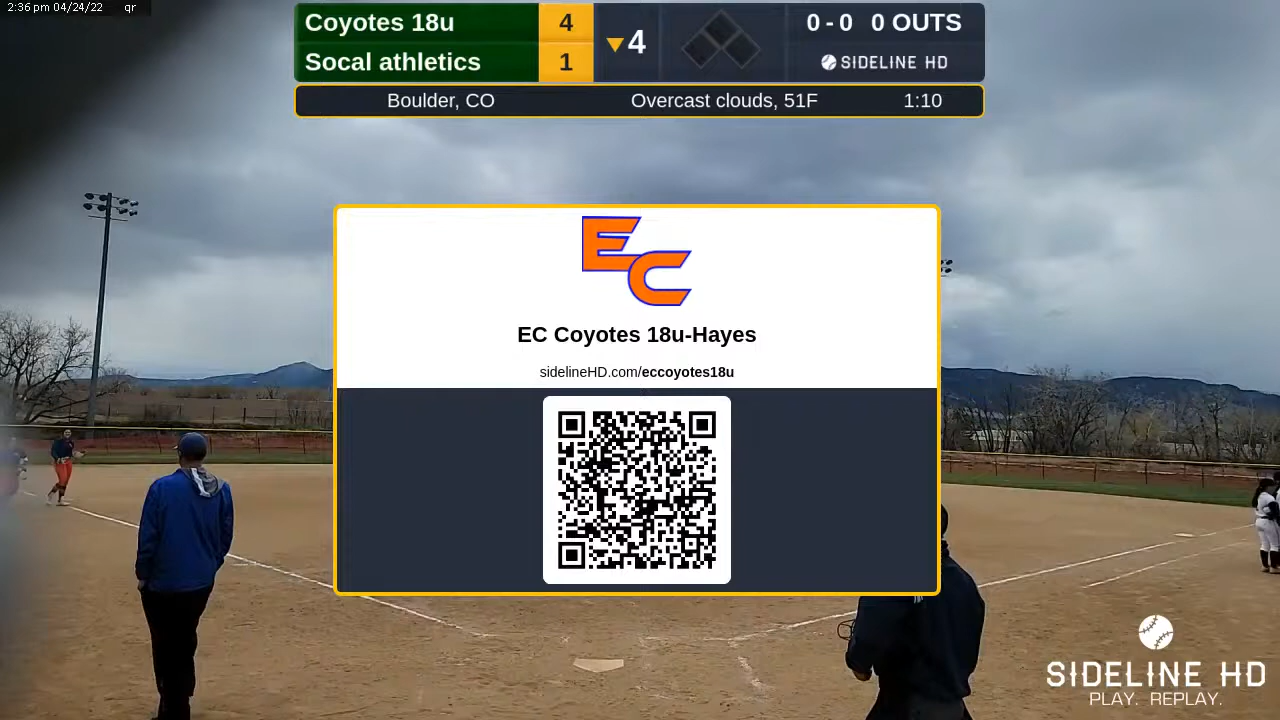 2:36 pm 04/24/22 qr
Coyotes 18u 4
Socal athletics 1
▼4
0 - 0 0 OUTS
SIDELINE HD
Boulder, CO Overcast clouds, 51F 1:10
EC
EC Coyotes 18u-Hayes
sidelineHD.com/eccoyotes18u
SIDELINE HD
PLAY. REPLAY.